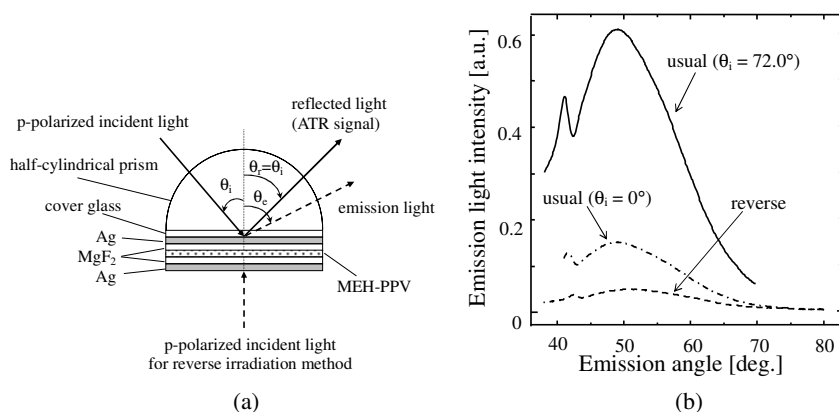 p-polarized incident light
reflected light
(ATR signal)
half-cylindrical prism
θr=θi
θi
θe
cover glass
emission light
Ag
MgF2
Ag
MEH-PPV
p-polarized incident light
for reverse irradiation method
(a)
Emission light intensity [a.u.]
0.6
0.4
0.2
0
usual (θi = 72.0°)
usual (θi = 0°)
reverse
40
50
60
70
80
Emission angle [deg.]
(b)